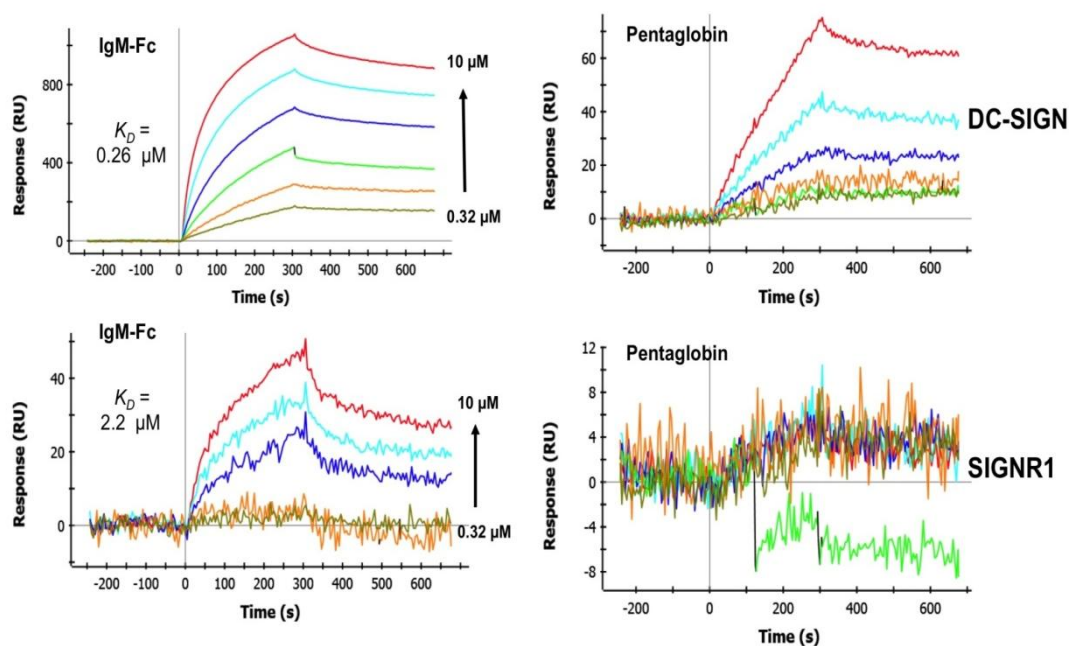 IgM-Fc
10 µM
K_D =
0.26 µM
0.32 µM
Response (RU)
800
400
0
-200 -100 0 100 200 300 400 500 600
Time (s)
Pentaglobin
DC-SIGN
Response (RU)
60
40
20
0
-200 0 200 400 600
Time (s)
IgM-Fc
K_D =
2.2 µM
10 µM
0.32 µM
Response (RU)
40
20
0
-200 -100 0 100 200 300 400 500 600
Time (s)
Pentaglobin
SIGNR1
Response (RU)
12
8
4
0
-4
-8
-200 0 200 400 600
Time (s)